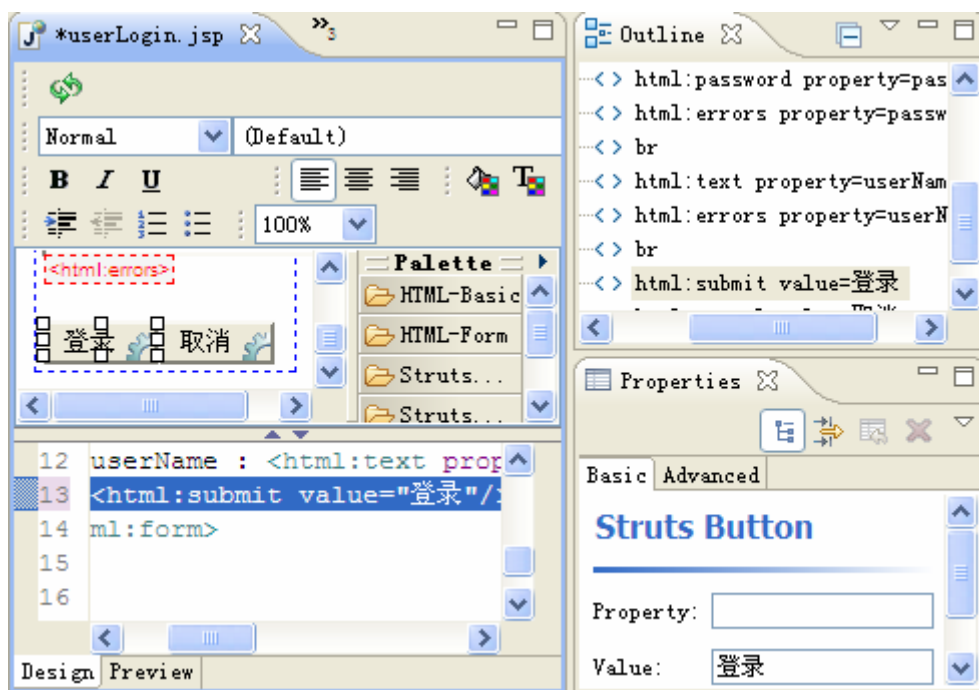 *userLogin.jsp
»3
Normal
(Default)
B I U
100%
<html:errors>
登录
取消
Palette
HTML-Basic
HTML-Form
Struts...
Struts...
12 userName : <html:text prop
13 <html:submit value="登录"/>
14 ml:form>
15
16
Design
Preview
Outline
html:password property=pas
html:errors property=passw
br
html:text property=userNam
html:errors property=userN
br
html:submit value=登录
Properties
Basic
Advanced
Struts Button
Property:
Value: 登录